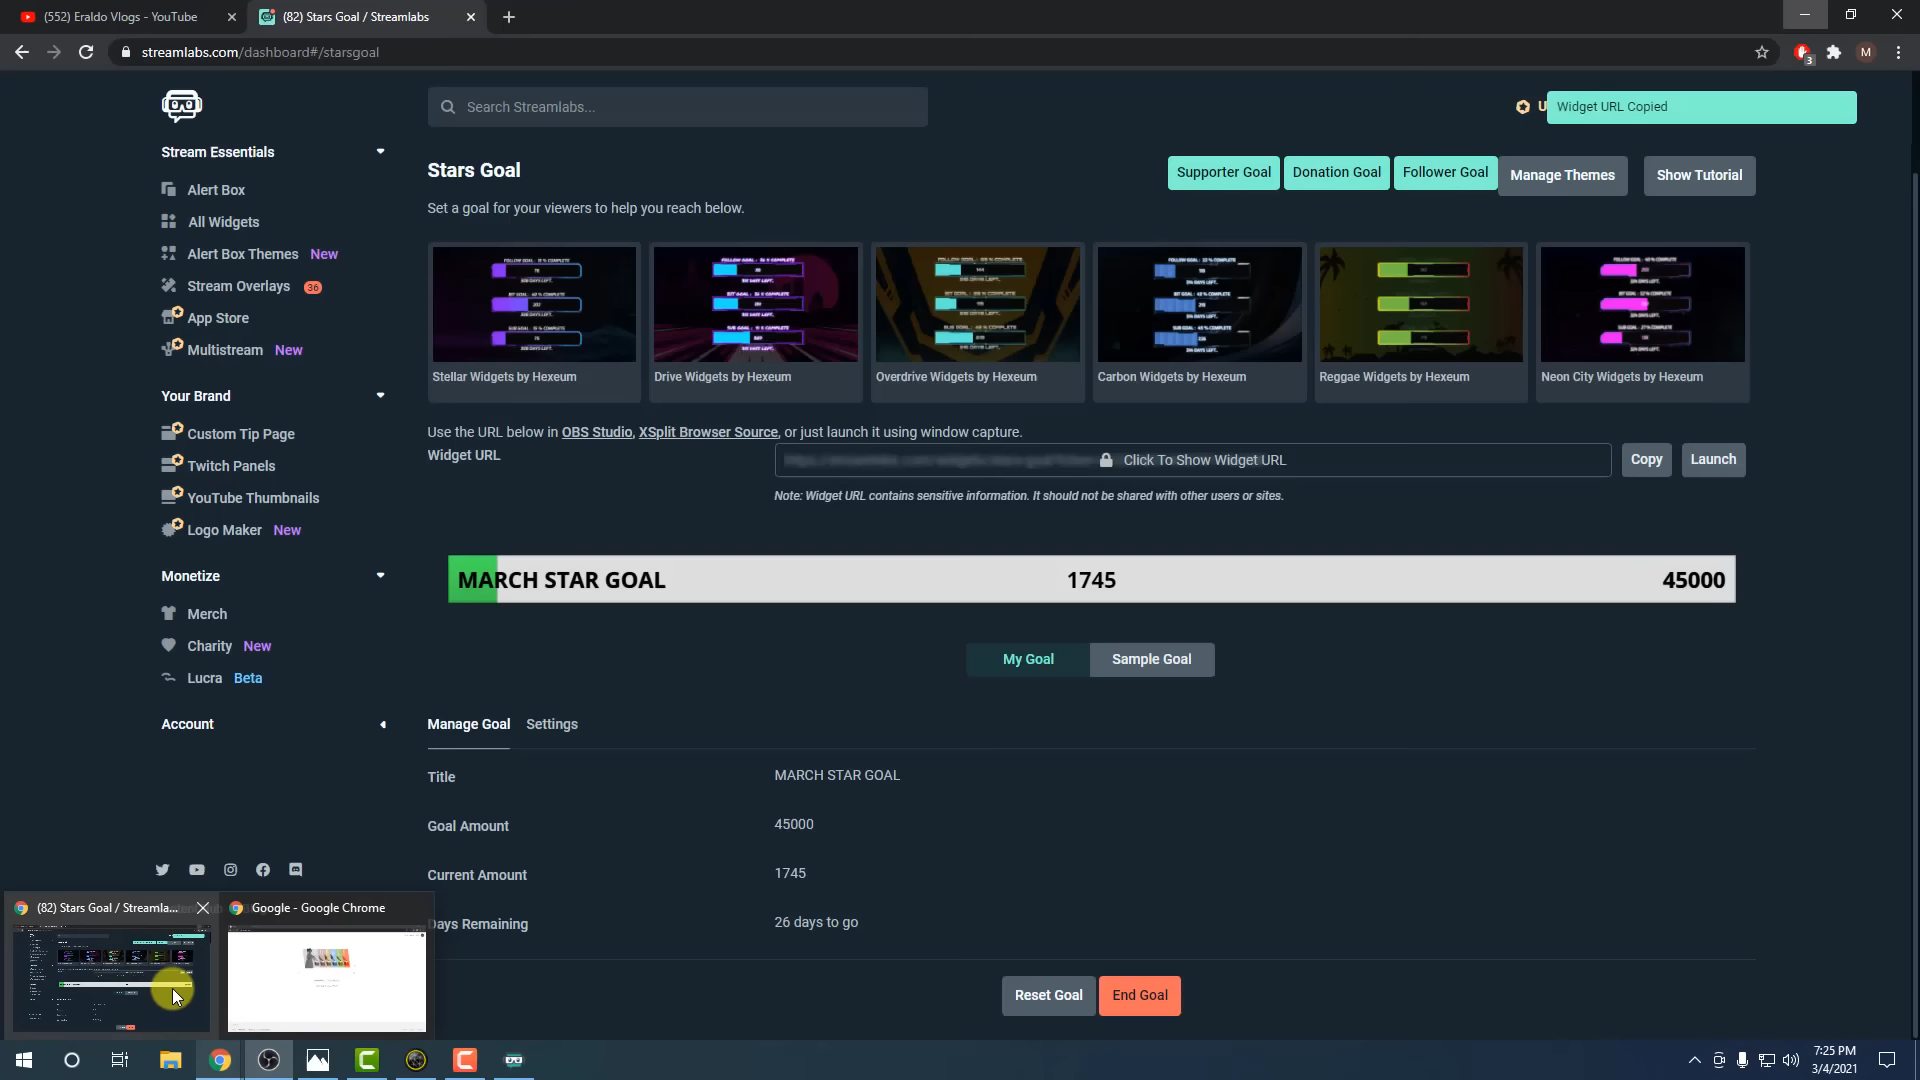 (552) Eraldo Vlogs - YouTube
(82) Stars Goal / Streamlabs
streamlabs.com/dashboard#/starsgoal
3
M
Search Streamlabs...
U
Widget URL Copied
Stream Essentials
Alert Box
All Widgets
Alert Box Themes New
Stream Overlays 36
App Store
Multistream New
Your Brand
Custom Tip Page
Twitch Panels
YouTube Thumbnails
Logo Maker New
Monetize
Merch
Charity New
Lucra Beta
Account
Stars Goal
Supporter Goal
Donation Goal
Follower Goal
Manage Themes
Show Tutorial
Set a goal for your viewers to help you reach below.
Stellar Widgets by Hexeum
Drive Widgets by Hexeum
Overdrive Widgets by Hexeum
Carbon Widgets by Hexeum
Reggae Widgets by Hexeum
Neon City Widgets by Hexeum
Use the URL below in OBS Studio, XSplit Browser Source, or just launch it using window capture.
Widget URL
Click To Show Widget URL
Copy
Launch
Note: Widget URL contains sensitive information. It should not be shared with other users or sites.
MARCH STAR GOAL 1745 45000
My Goal
Sample Goal
Manage Goal Settings
Title MARCH STAR GOAL
Goal Amount 45000
Current Amount 1745
Days Remaining 26 days to go
Reset Goal
End Goal
(82) Stars Goal / Streamla...
Google - Google Chrome
7:25 PM
3/4/2021